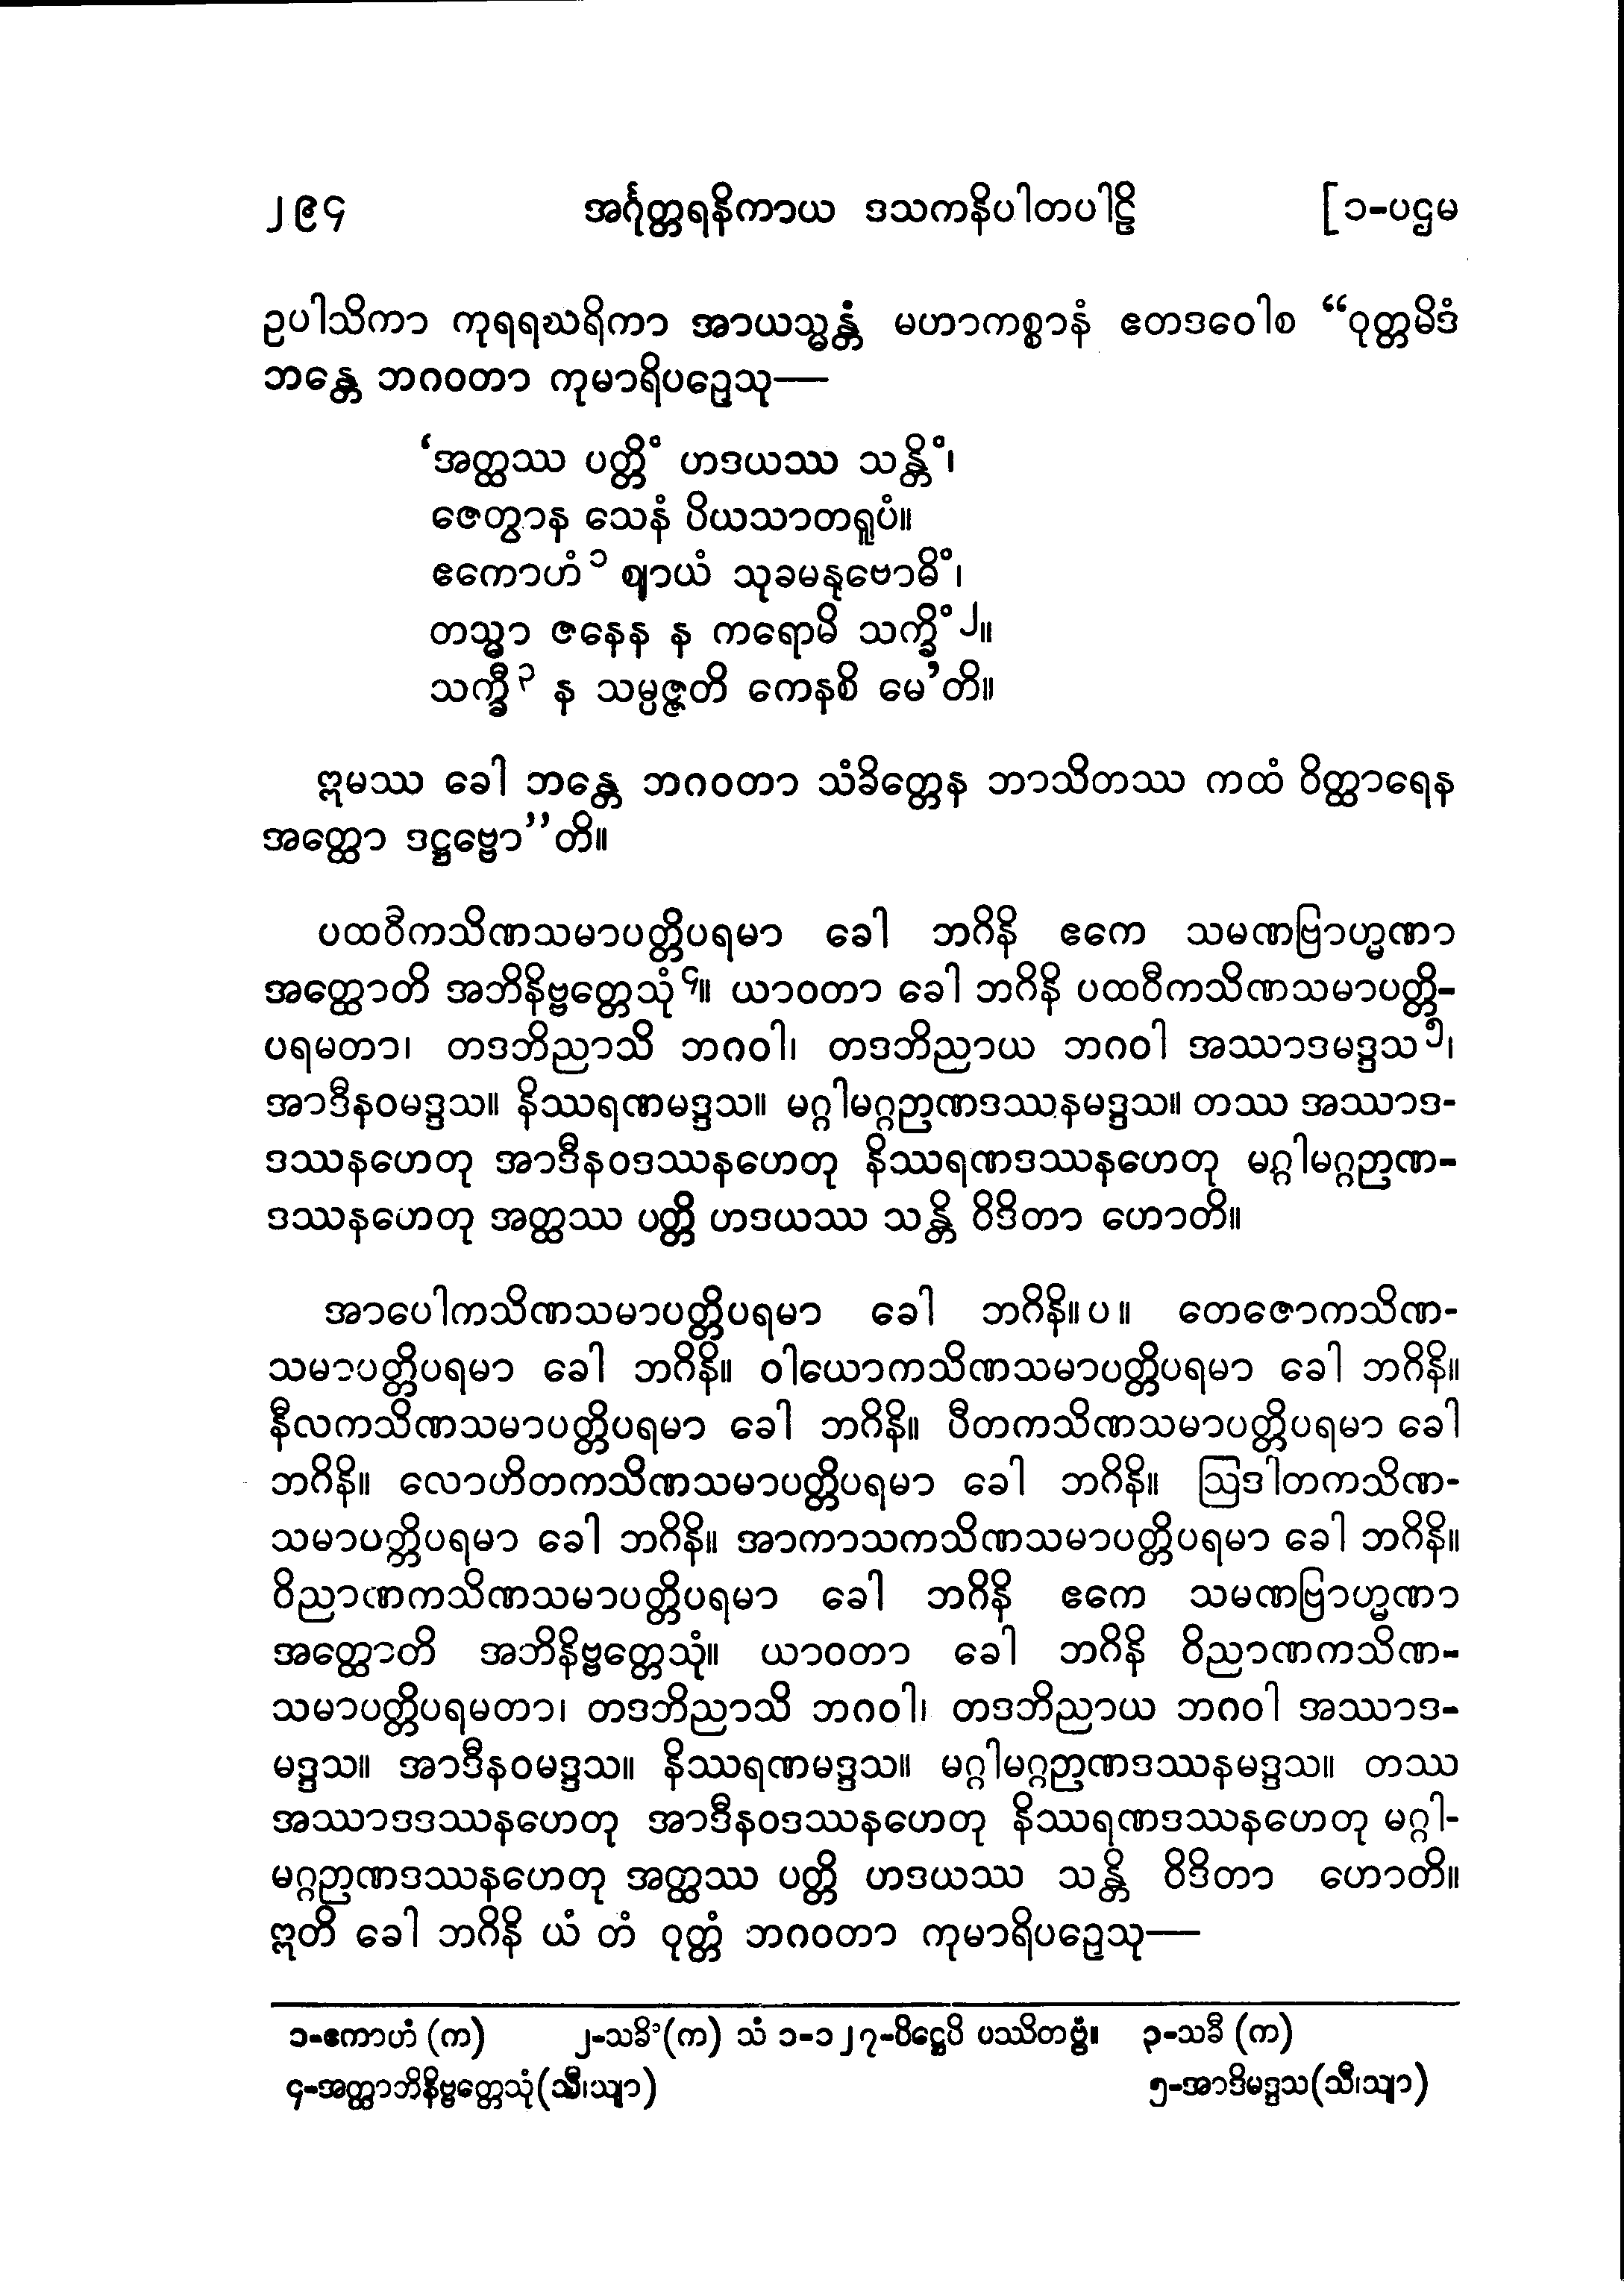 ၂၉၄ အင်္ဂုတ္တရနိကာယ ဒသကနိပါတပါဠိ [၁-ပဌမ
ဥပါသိကာ ကုရရဃရိကာ အာယသ္မန္တံ မဟာကစ္စာနံ ဧတဒဝေါစ “ဝုတ္တမိဒံ
ဘန္တေ ဘဂဝတာ ကုမာရိပဉှေသု—
‘အတ္ထဿ ပတ္တိံ ဟဒယဿ သန္တိံ၊
ဇေတွာန သေနံ ပိယသာတရူပံ။
ဧကောဟံ၁ ဈာယံ သုခမနုဗောဓိံ၊
တသ္မာ ဇနေန န ကရောမိ သက္ခိံ၂။
သက္ခီ၃ န သမ္ပဇ္ဇတိ ကေနစိ မေ’တိ။
ဣမဿ ခေါ ဘန္တေ ဘဂဝတာ သံခိတ္တေန ဘာသိတဿ ကထံ ဝိတ္ထာရေန
အတ္ထော ဒဋ္ဌဗ္ဗော”တိ။
ပထဝီကသိဏသမာပတ္တိပရမာ ခေါ ဘဂိနိ ဧကေ သမဏဗြာဟ္မဏာ
အတ္ထောတိ အဘိနိဗ္ဗတ္တေသုံ၄။ ယာဝတာ ခေါ ဘဂိနိ ပထဝီကသိဏသမာပတ္တိ-
ပရမတာ၊ တဒဘိညာသိ ဘဂဝါ၊ တဒဘိညာယ ဘဂဝါ အဿာဒမဒ္ဒသ၅၊
အာဒီနဝမဒ္ဒသ။ နိဿရဏမဒ္ဒသ။ မဂ္ဂါမဂ္ဂဉာဏဒဿနမဒ္ဒသ။ တဿ အဿာဒ-
ဒဿနဟေတု အာဒီနဝဒဿနဟေတု နိဿရဏဒဿနဟေတု မဂ္ဂါမဂ္ဂဉာဏ-
ဒဿနဟေတု အတ္ထဿ ပတ္တိ ဟဒယဿ သန္တိ ဝိဒိတာ ဟောတိ။
အာပေါကသိဏသမာပတ္တိပရမာ ခေါ ဘဂိနိ။ပ။ တေဇောကသိဏ-
သမာပတ္တိပရမာ ခေါ ဘဂိနိ။ ဝါယောကသိဏသမာပတ္တိပရမာ ခေါ ဘဂိနိ။
နီလကသိဏသမာပတ္တိပရမာ ခေါ ဘဂိနိ။ ပီတကသိဏသမာပတ္တိပရမာ ခေါ
ဘဂိနိ။ လောဟိတကသိဏသမာပတ္တိပရမာ ခေါ ဘဂိနိ။ ဩဒါတကသိဏ-
သမာပတ္တိပရမာ ခေါ ဘဂိနိ။ အာကာသကသိဏသမာပတ္တိပရမာ ခေါ ဘဂိနိ။
ဝိညာဏကသိဏသမာပတ္တိပရမာ ခေါ ဘဂိနိ ဧကေ သမဏဗြာဟ္မဏာ
အတ္ထောတိ အဘိနိဗ္ဗတ္တေသုံ။ ယာဝတာ ခေါ ဘဂိနိ ဝိညာဏကသိဏ-
သမာပတ္တိပရမတာ၊ တဒဘိညာသိ ဘဂဝါ၊ တဒဘိညာယ ဘဂဝါ အဿာဒ-
မဒ္ဒသ။ အာဒီနဝမဒ္ဒသ။ နိဿရဏမဒ္ဒသ။ မဂ္ဂါမဂ္ဂဉာဏဒဿနမဒ္ဒသ။ တဿ
အဿာဒဒဿနဟေတု အာဒီနဝဒဿနဟေတု နိဿရဏဒဿနဟေတု မဂ္ဂါ-
မဂ္ဂဉာဏဒဿနဟေတု အတ္ထဿ ပတ္တိ ဟဒယဿ သန္တိ ဝိဒိတာ ဟောတိ။
ဣတိ ခေါ ဘဂိနိ ယံ တံ ဝုတ္တံ ဘဂဝတာ ကုမာရိပဉှေသု—
၁-ဧကာဟံ (က) ၂-သခိံ(က) သံ ၁-၁၂၇-ပိဋ္ဌေပိ ပဿိတဗ္ဗံ။ ၃-သခီ (က)
၄-အတ္ထာဘိနိဗ္ဗတ္တေသုံ(သီ၊သျာ) ၅-အာဒိမဒ္ဒသ(သီ၊သျာ)